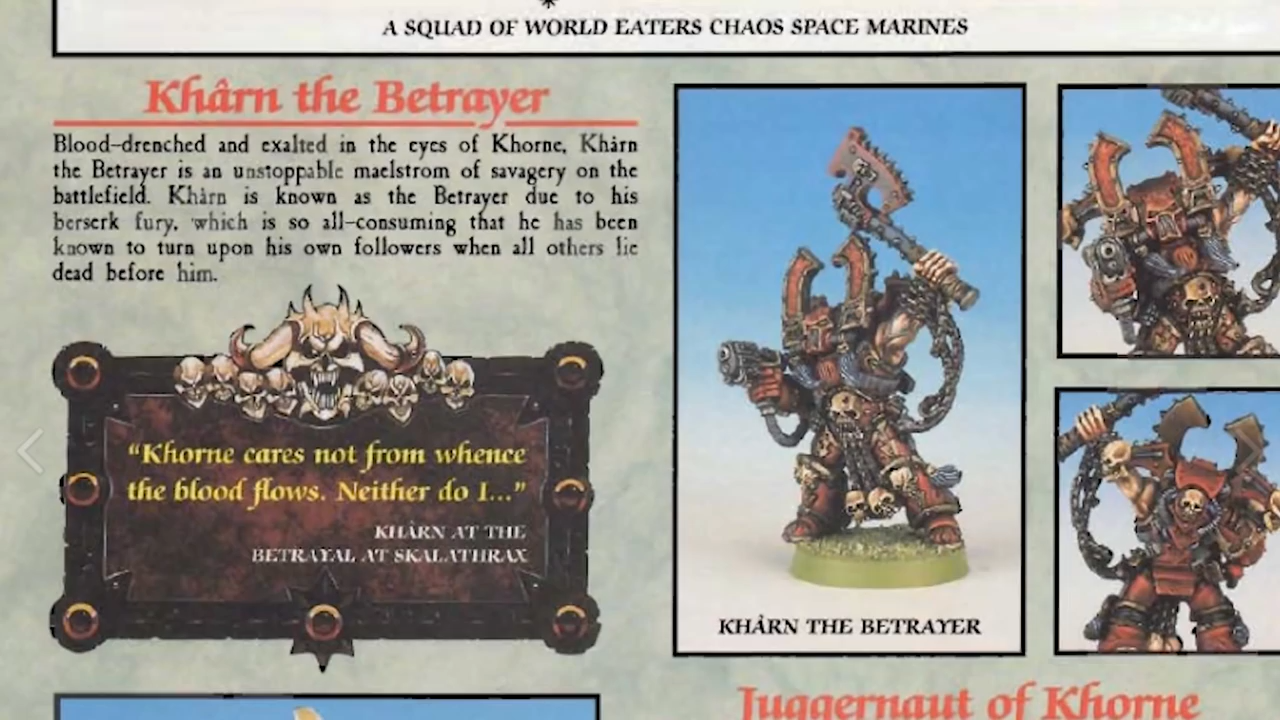 A SQUAD OF WORLD EATERS CHAOS SPACE MARINES
Khârn the Betrayer
Blood-drenched and exalted in the eyes of Khorne, Khârn
the Betrayer is an unstoppable maelstrom of savagery on the
battlefield. Khârn is known as the Betrayer due to his
berserk fury, which is so all-consuming that he has been
known to turn upon his own followers when all others lie
dead before him.
"Khorne cares not from whence
the blood flows. Neither do I..."
KHÂRN AT THE
BETRAYAL AT SKALATHRAX
KHÂRN THE BETRAYER
Juggernaut of Khorne